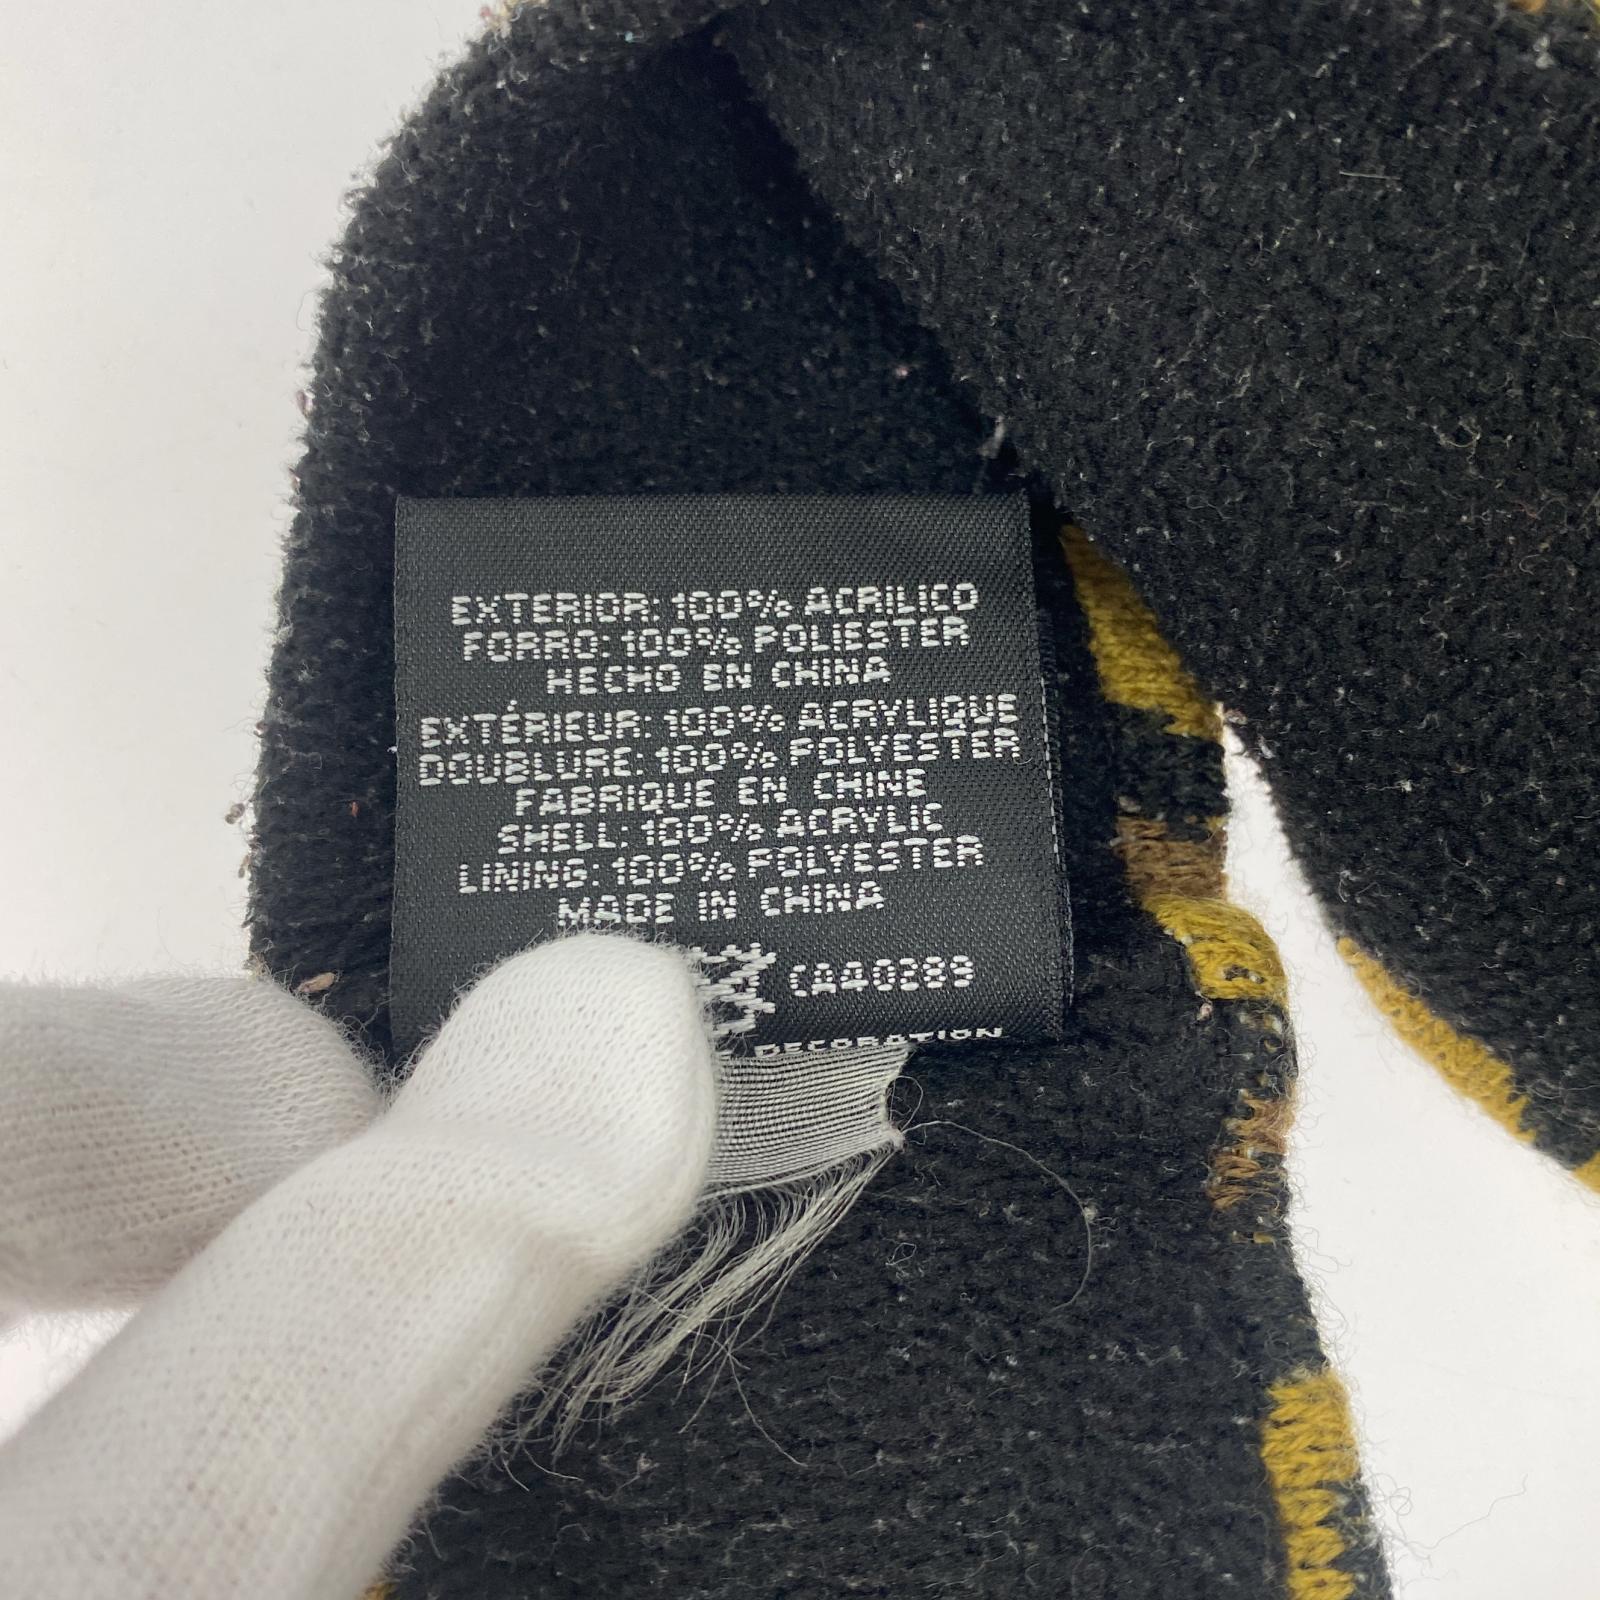 EXTERIOR: 100% ACRILICO
FORRO: 100% POLIESTER
HECHO EN CHINA
EXTÉRIEUR: 100% ACRYLIQUE
DOUBLURE: 100% POLYESTER
FABRIQUE EN CHINE
SHELL: 100% ACRYLIC
LINING: 100% POLYESTER
MADE IN CHINA
CA40289
DECORATION